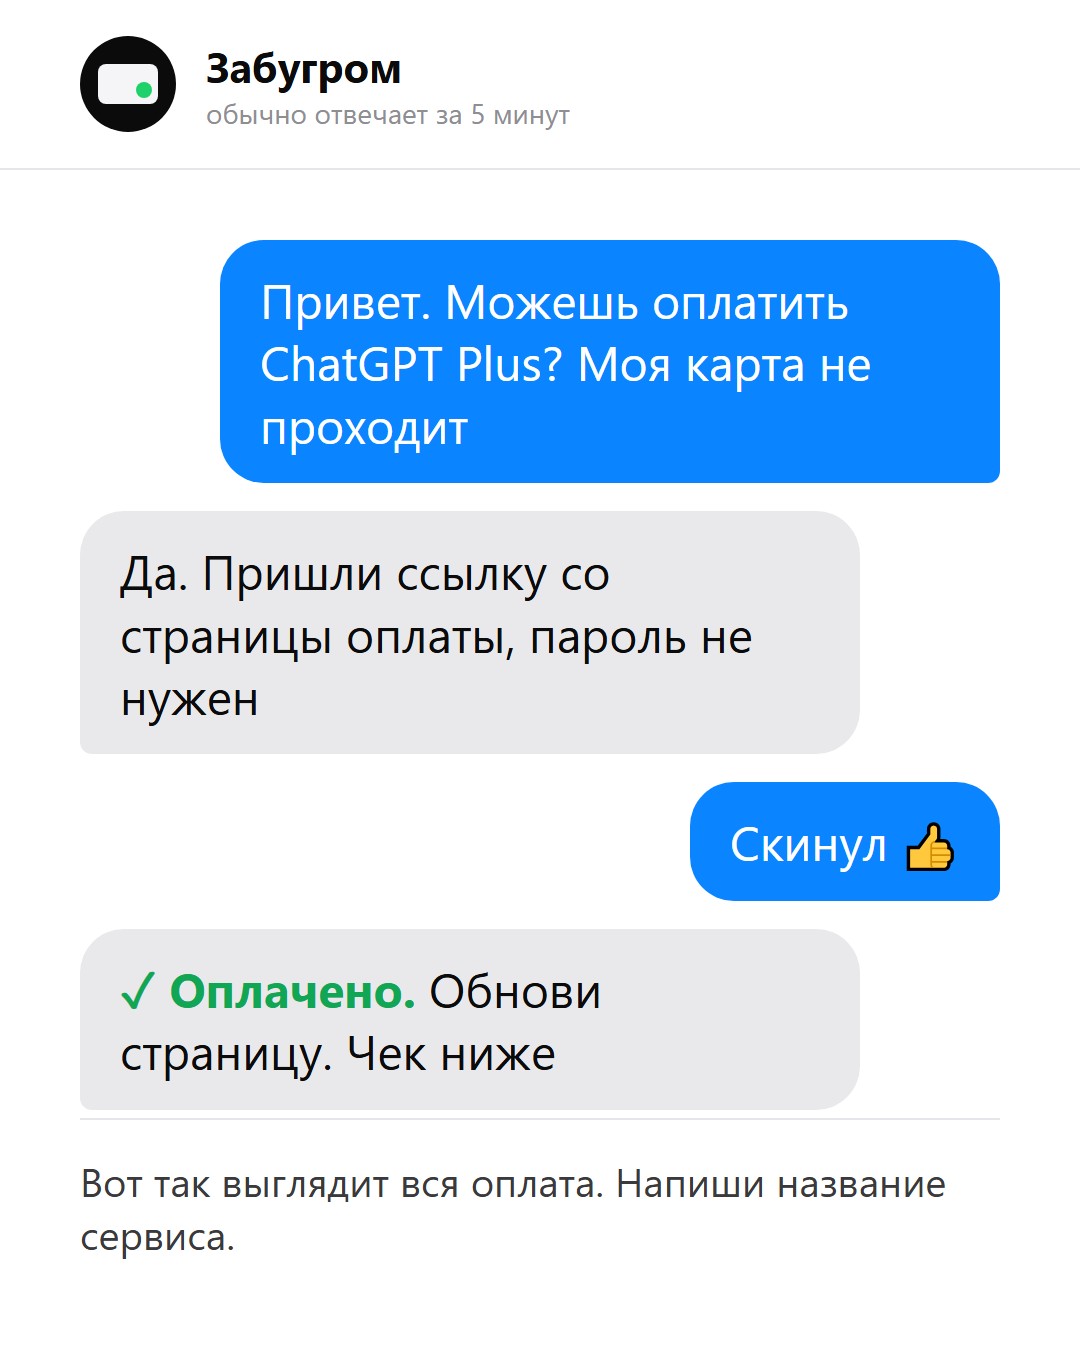 Забугром
обычно отвечает за 5 минут
Привет. Можешь оплатить
ChatGPT Plus? Моя карта не
проходит
Да. Пришли ссылку со
страницы оплаты, пароль не
нужен
Скинул 👍
✓ Оплачено. Обнови
страницу. Чек ниже
Вот так выглядит вся оплата. Напиши название
сервиса.